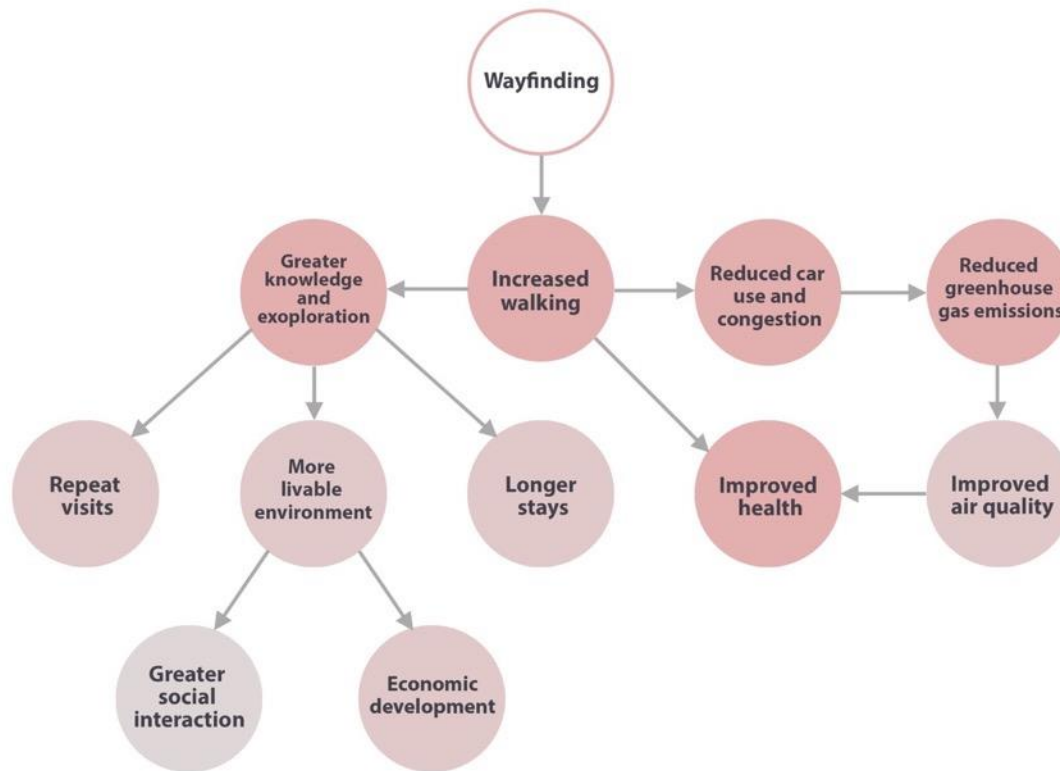 Wayfinding
Greater
knowledge
and
exoploration
Increased
walking
Reduced car
use and
congestion
Reduced
greenhouse
gas emissions
Repeat
visits
More
livable
environment
Longer
stays
Improved
health
Improved
air quality
Greater
social
interaction
Economic
development